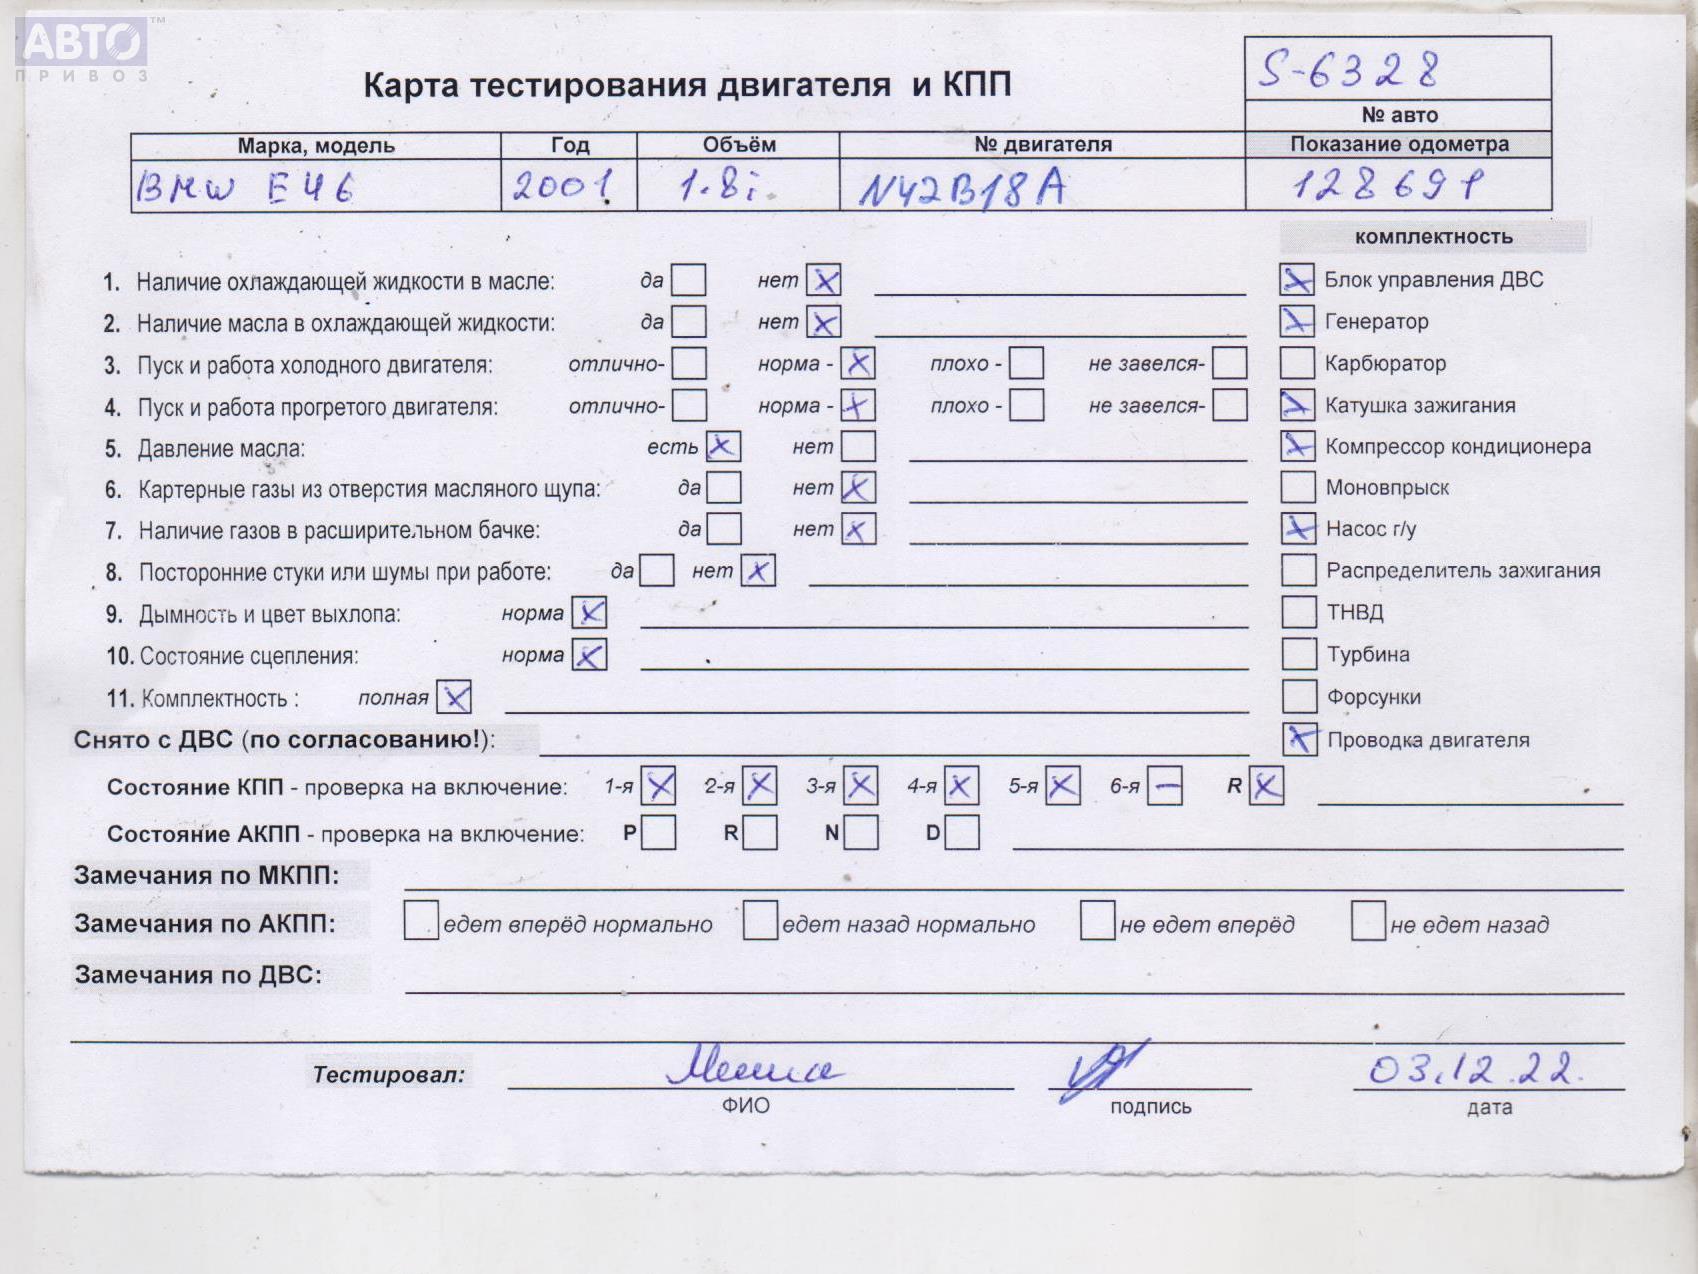 АВТО ™
ПРИВОЗ
S-6328
Карта тестирования двигателя и КПП
№ авто
Марка, модель Год Объём № двигателя Показание одометра
BMW E46 2001 1.8i. N42B18A 128691
комплектность
1. Наличие охлаждающей жидкости в масле: да нет X X Блок управления ДВС
2. Наличие масла в охлаждающей жидкости: да нет X X Генератор
3. Пуск и работа холодного двигателя: отлично- норма - X плохо - не завелся- Карбюратор
4. Пуск и работа прогретого двигателя: отлично- норма - X плохо - не завелся- X Катушка зажигания
5. Давление масла: есть X нет X Компрессор кондиционера
6. Картерные газы из отверстия масляного щупа: да нет X Моновпрыск
7. Наличие газов в расширительном бачке: да нет X X Насос г/у
8. Посторонние стуки или шумы при работе: да нет X Распределитель зажигания
9. Дымность и цвет выхлопа: норма X ТНВД
10. Состояние сцепления: норма X Турбина
11. Комплектность : полная X Форсунки
Снято с ДВС (по согласованию!): X Проводка двигателя
Состояние КПП - проверка на включение: 1-я X 2-я X 3-я X 4-я X 5-я X 6-я — R X
Состояние АКПП - проверка на включение: P R N D
Замечания по МКПП:
Замечания по АКПП: едет вперёд нормально едет назад нормально не едет вперёд не едет назад
Замечания по ДВС:
Тестировал: 03.12.22.
ФИО подпись дата